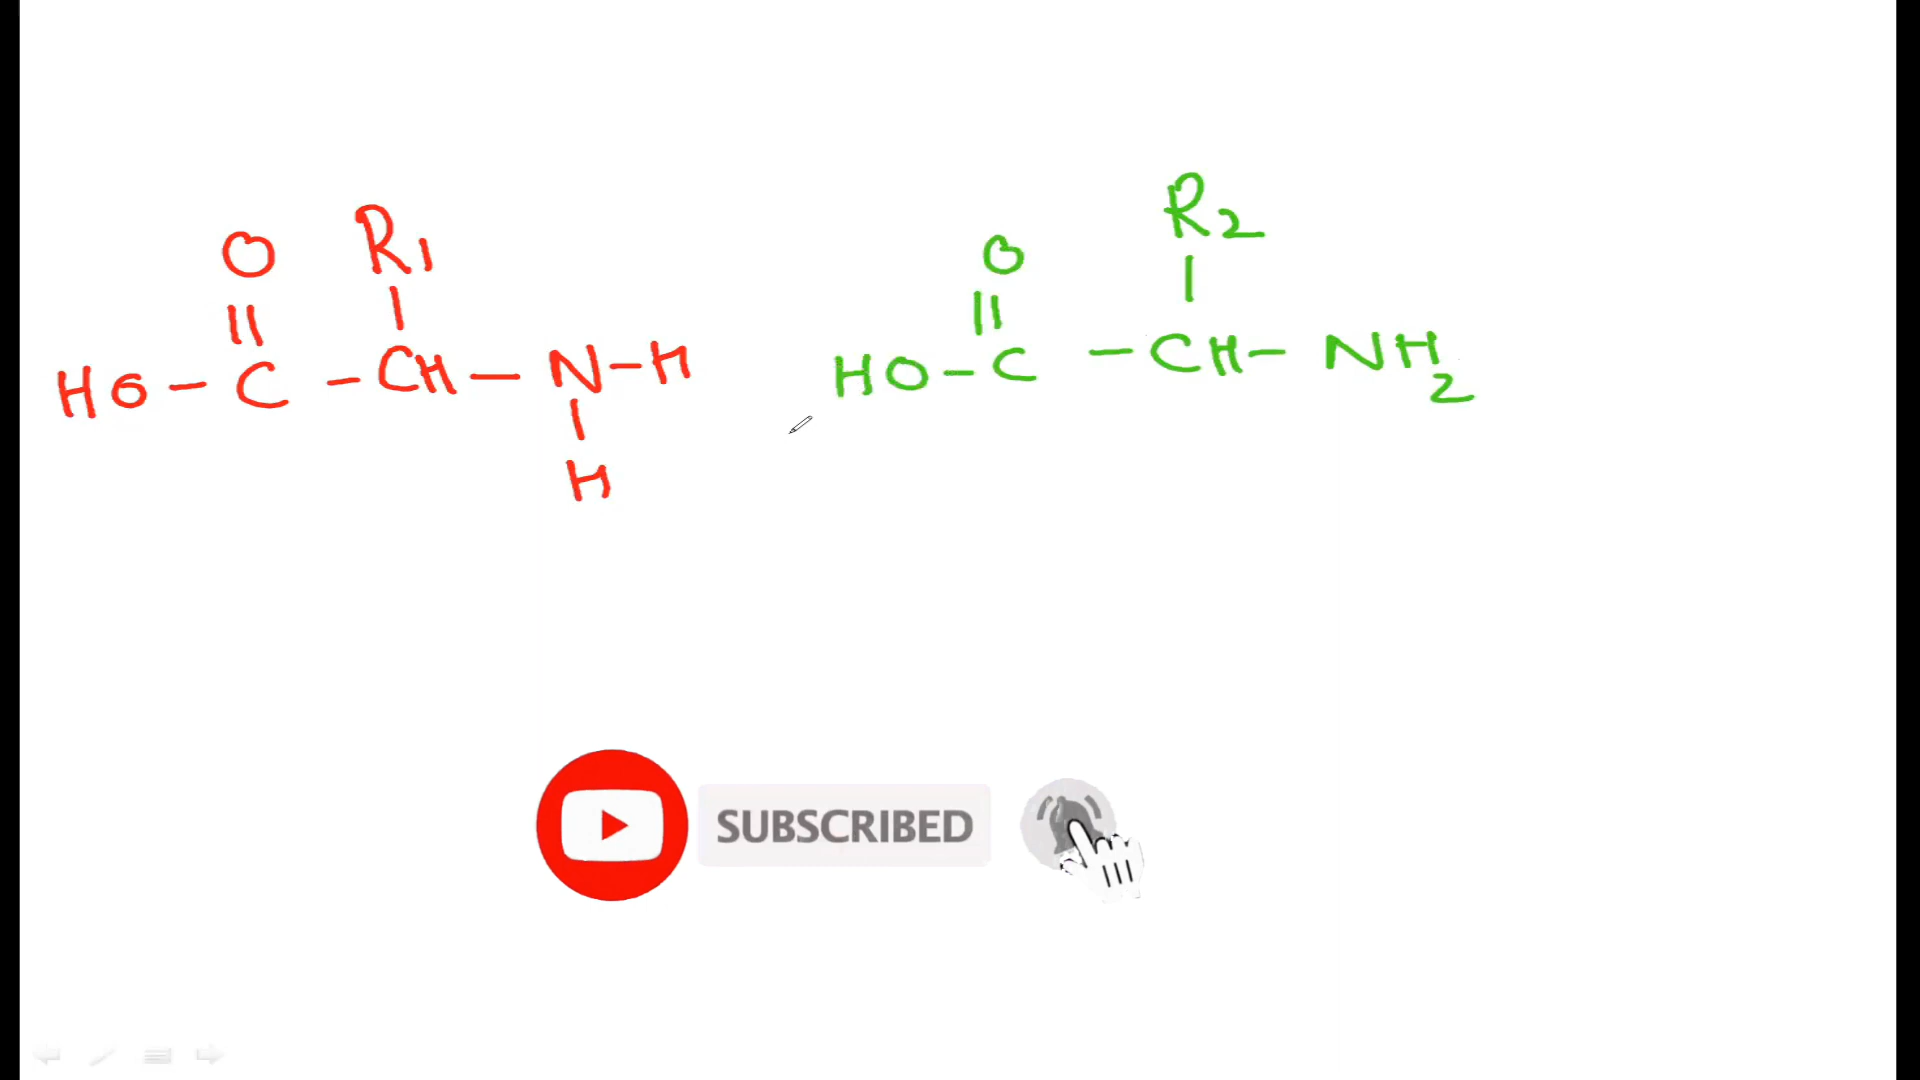 O R1
||
HO - C - CH - N - H
|
H
R2
O |
||
HO - C - CH - NH2
SUBSCRIBED